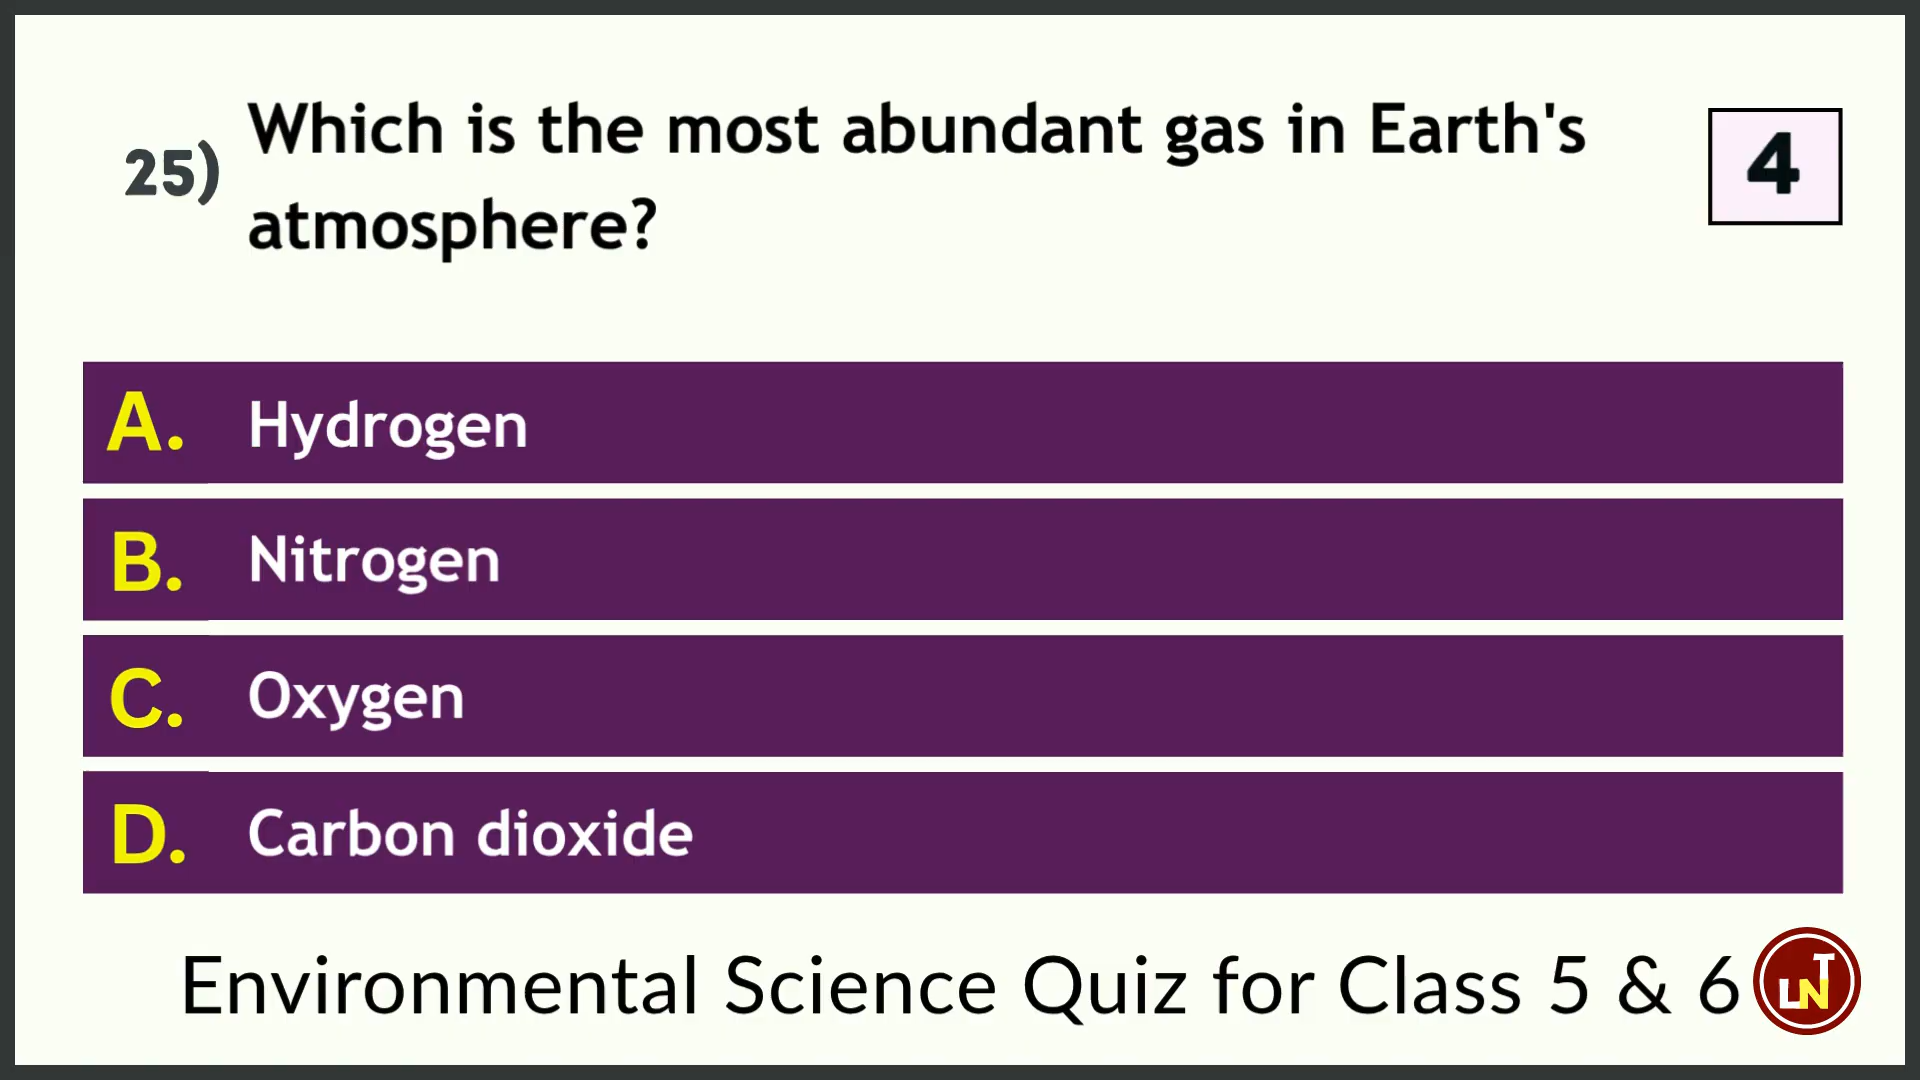 25) Which is the most abundant gas in Earth's
atmosphere?
4
A. Hydrogen
B. Nitrogen
C. Oxygen
D. Carbon dioxide
Environmental Science Quiz for Class 5 & 6
LNT